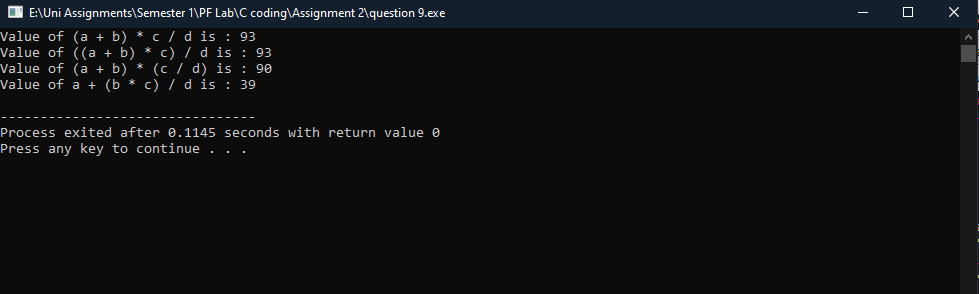 E:\Uni Assignments\Semester 1\PF Lab\C coding\Assignment 2\question 9.exe
Value of (a + b) * c / d is : 93
Value of ((a + b) * c) / d is : 93
Value of (a + b) * (c / d) is : 90
Value of a + (b * c) / d is : 39
--------------------------------
Process exited after 0.1145 seconds with return value 0
Press any key to continue . . .